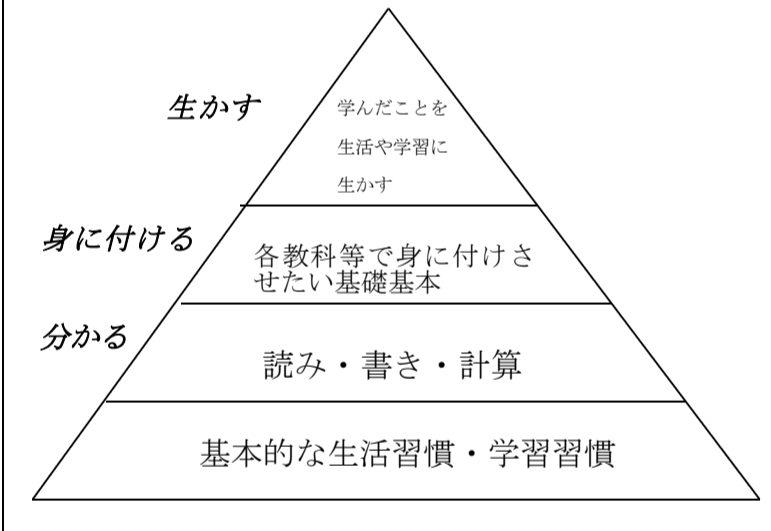 生かす
学んだことを
生活や学習に
生かす
身に付ける
各教科等で身に付けさ
せたい基礎基本
分かる
読み・書き・計算
基本的な生活習慣・学習習慣